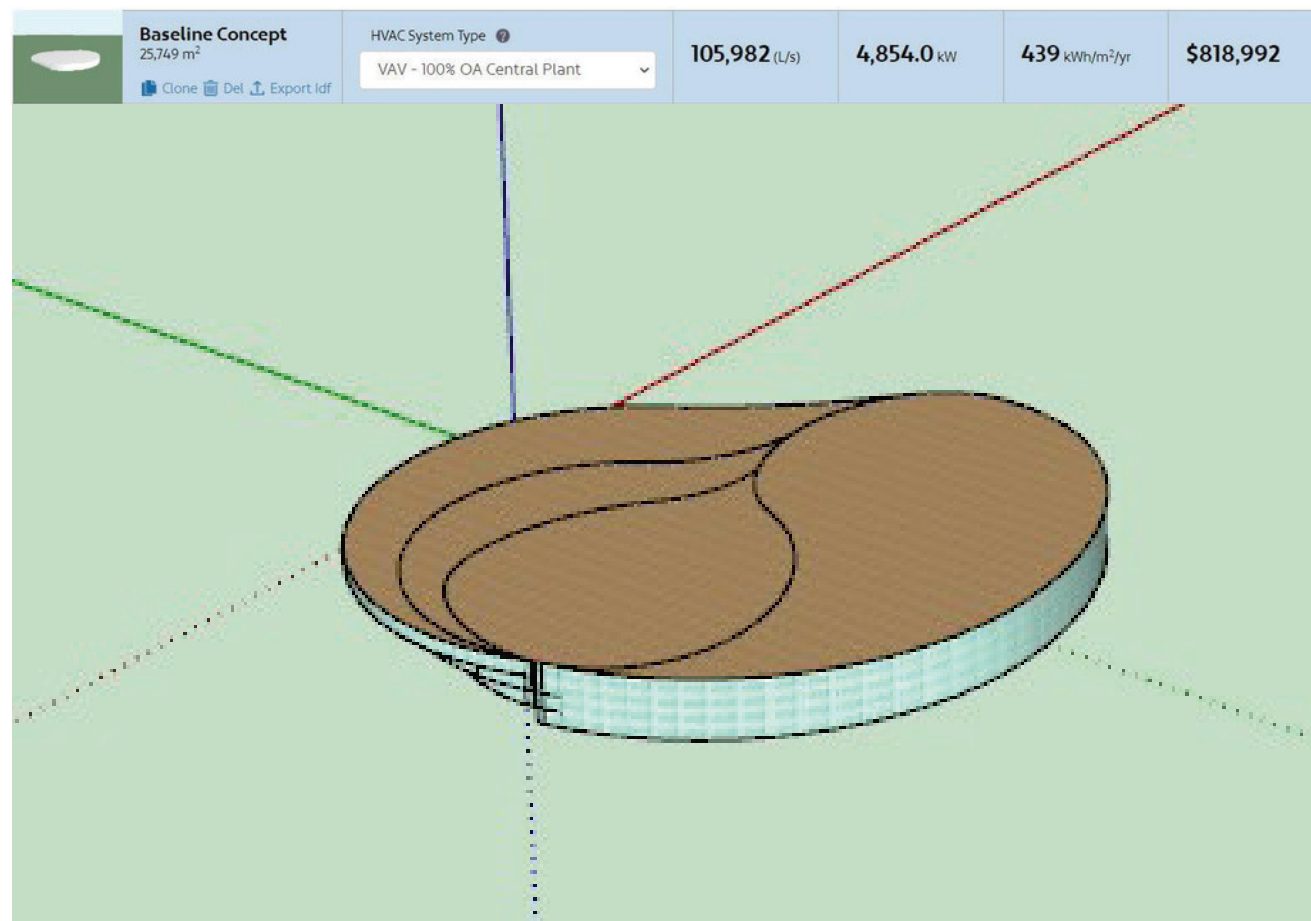 Baseline Concept
25,749 m²
Clone Del Export Idf
HVAC System Type ?
VAV - 100% OA Central Plant
105,982 (L/s)
4,854.0 kW
439 kWh/m²/yr
$818,992